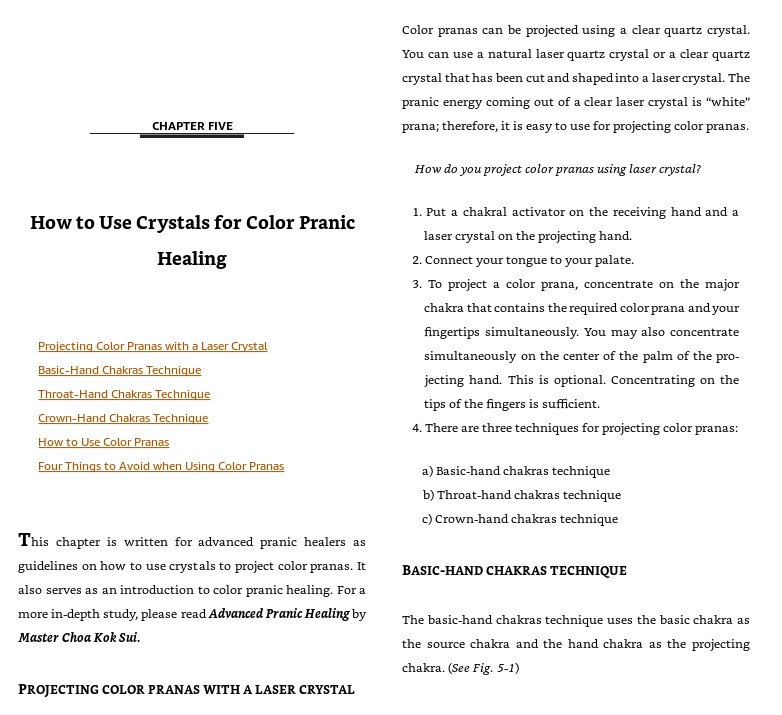 CHAPTER FIVE
How to Use Crystals for Color Pranic
Healing
Projecting Color Pranas with a Laser Crystal
Basic-Hand Chakras Technique
Throat-Hand Chakras Technique
Crown-Hand Chakras Technique
How to Use Color Pranas
Four Things to Avoid when Using Color Pranas
This chapter is written for advanced pranic healers as
guidelines on how to use crystals to project color pranas. It
also serves as an introduction to color pranic healing. For a
more in-depth study, please read Advanced Pranic Healing by
Master Choa Kok Sui.
PROJECTING COLOR PRANAS WITH A LASER CRYSTAL
Color pranas can be projected using a clear quartz crystal.
You can use a natural laser quartz crystal or a clear quartz
crystal that has been cut and shaped into a laser crystal. The
pranic energy coming out of a clear laser crystal is “white”
prana; therefore, it is easy to use for projecting color pranas.
How do you project color pranas using laser crystal?
1. Put a chakral activator on the receiving hand and a
laser crystal on the projecting hand.
2. Connect your tongue to your palate.
3. To project a color prana, concentrate on the major
chakra that contains the required color prana and your
fingertips simultaneously. You may also concentrate
simultaneously on the center of the palm of the pro-
jecting hand. This is optional. Concentrating on the
tips of the fingers is sufficient.
4. There are three techniques for projecting color pranas:
a) Basic-hand chakras technique
b) Throat-hand chakras technique
c) Crown-hand chakras technique
BASIC-HAND CHAKRAS TECHNIQUE
The basic-hand chakras technique uses the basic chakra as
the source chakra and the hand chakra as the projecting
chakra. (See Fig. 5-1)